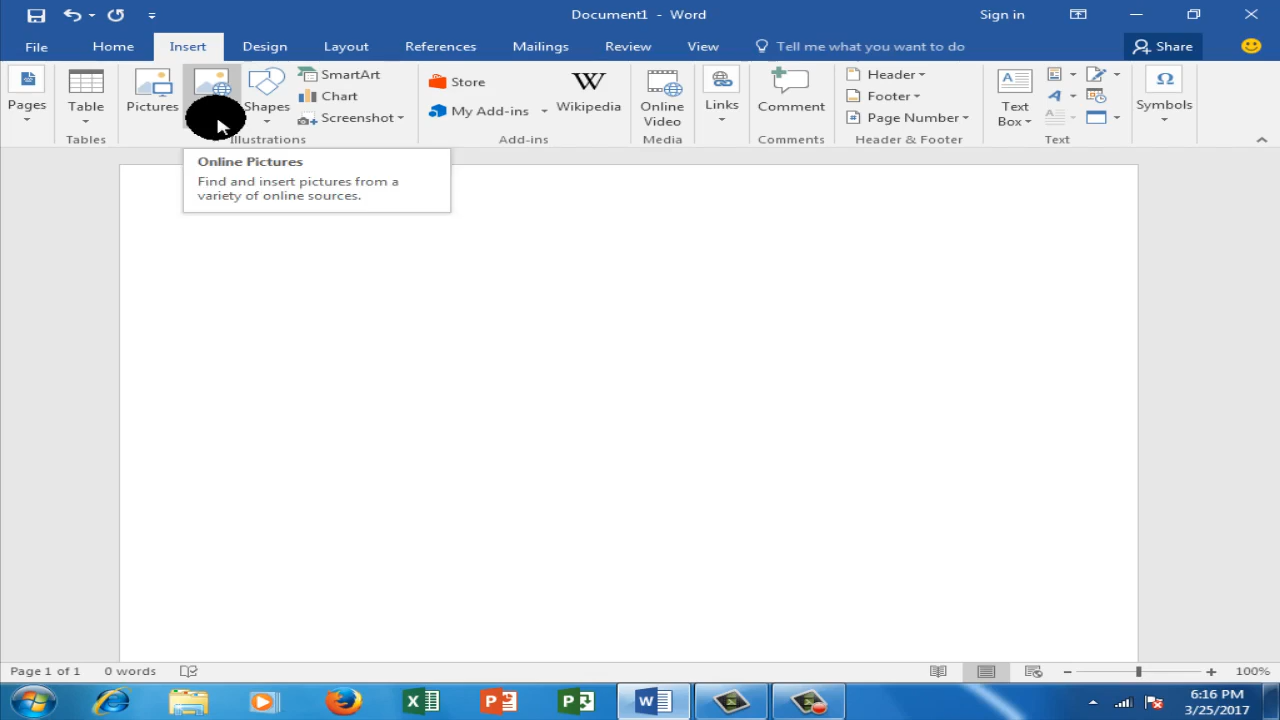 Document1 - Word
Sign in
File Home Insert Design Layout References Mailings Review View Tell me what you want to do Share
Pages
Table
Tables
Pictures
Shapes
SmartArt
Chart
Screenshot
Illustrations
Store
My Add-ins
W
Wikipedia
Add-ins
Online
Video
Media
Links
Comment
Comments
Header
Footer
Page Number
Header & Footer
A
Text
Box
A
Text
Ω
Symbols
Online Pictures
Find and insert pictures from a
variety of online sources.
Page 1 of 1 0 words
100%
6:16 PM
3/25/2017